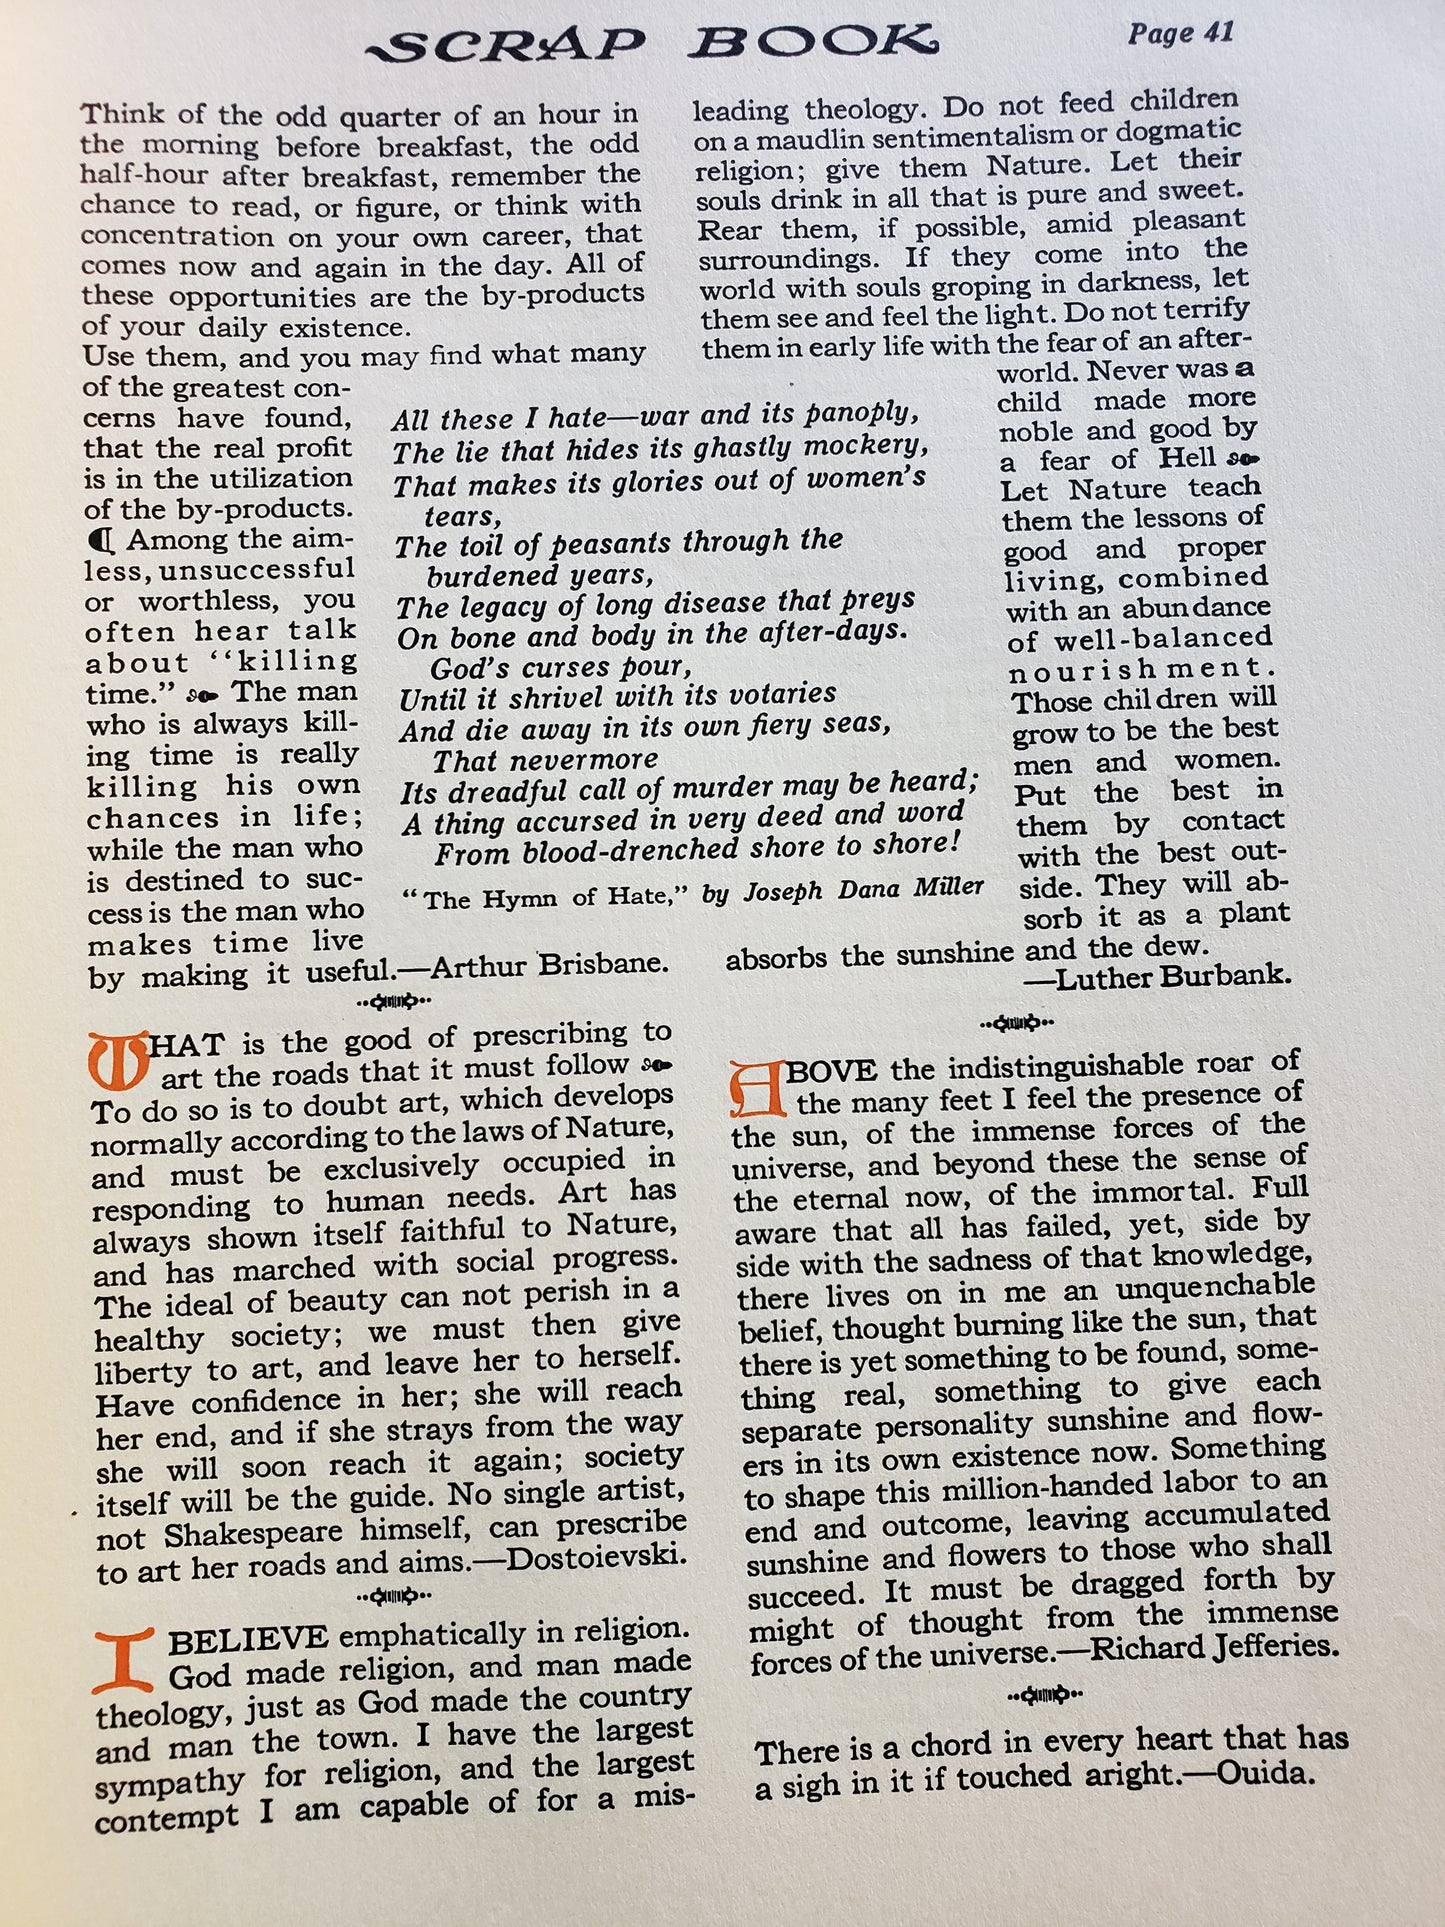 SCRAP BOOK
Page 41
Think of the odd quarter of an hour in
the morning before breakfast, the odd
half-hour after breakfast, remember the
chance to read, or figure, or think with
concentration on your own career, that
comes now and again in the day. All of
these opportunities are the by-products
of your daily existence.
Use them, and you may find what many
of the greatest con-
cerns have found,
that the real profit
is in the utilization
of the by-products.
¶ Among the aim-
less, unsuccessful
or worthless, you
often hear talk
about “killing
time.” The man
who is always kill-
ing time is really
killing his own
chances in life;
while the man who
is destined to suc-
cess is the man who
makes time live
by making it useful.—Arthur Brisbane.
All these I hate—war and its panoply,
The lie that hides its ghastly mockery,
That makes its glories out of women's
tears,
The toil of peasants through the
burdened years,
The legacy of long disease that preys
On bone and body in the after-days.
God's curses pour,
Until it shrivel with its votaries
And die away in its own fiery seas,
That nevermore
Its dreadful call of murder may be heard;
A thing accursed in very deed and word
From blood-drenched shore to shore!
“The Hymn of Hate,” by Joseph Dana Miller
WHAT is the good of prescribing to
art the roads that it must follow
To do so is to doubt art, which develops
normally according to the laws of Nature,
and must be exclusively occupied in
responding to human needs. Art has
always shown itself faithful to Nature,
and has marched with social progress.
The ideal of beauty can not perish in a
healthy society; we must then give
liberty to art, and leave her to herself.
Have confidence in her; she will reach
her end, and if she strays from the way
she will soon reach it again; society
itself will be the guide. No single artist,
not Shakespeare himself, can prescribe
to art her roads and aims.—Dostoievski.
I BELIEVE emphatically in religion.
God made religion, and man made
theology, just as God made the country
and man the town. I have the largest
sympathy for religion, and the largest
contempt I am capable of for a mis-
leading theology. Do not feed children
on a maudlin sentimentalism or dogmatic
religion; give them Nature. Let their
souls drink in all that is pure and sweet.
Rear them, if possible, amid pleasant
surroundings. If they come into the
world with souls groping in darkness, let
them see and feel the light. Do not terrify
them in early life with the fear of an after-
world. Never was a
child made more
noble and good by
a fear of Hell
Let Nature teach
them the lessons of
good and proper
living, combined
with an abundance
of well-balanced
nourishment.
Those children will
grow to be the best
men and women.
Put the best in
them by contact
with the best out-
side. They will ab-
sorb it as a plant
absorbs the sunshine and the dew.
—Luther Burbank.
ABOVE the indistinguishable roar of
the many feet I feel the presence of
the sun, of the immense forces of the
universe, and beyond these the sense of
the eternal now, of the immortal. Full
aware that all has failed, yet, side by
side with the sadness of that knowledge,
there lives on in me an unquenchable
belief, thought burning like the sun, that
there is yet something to be found, some-
thing real, something to give each
separate personality sunshine and flow-
ers in its own existence now. Something
to shape this million-handed labor to an
end and outcome, leaving accumulated
sunshine and flowers to those who shall
succeed. It must be dragged forth by
might of thought from the immense
forces of the universe.—Richard Jefferies.
There is a chord in every heart that has
a sigh in it if touched aright.—Ouida.